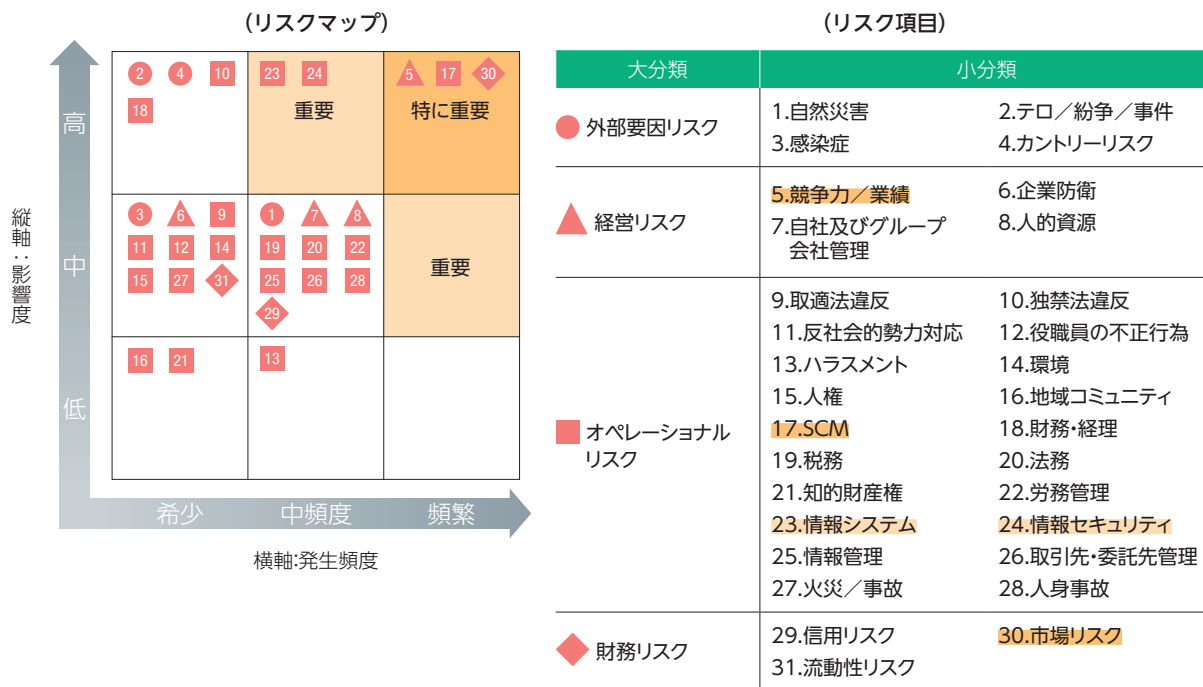 (リスクマップ)
高
中
低
縦軸：影響度
2 4 10
18
23 24
重要
5 17 30
特に重要
3 6 9
11 12 14
15 27 31
1 7 8
19 20 22
25 26 28
29
重要
16 21
13
希少 中頻度 頻繁
横軸:発生頻度
(リスク項目)
大分類 小分類
外部要因リスク
1.自然災害 2.テロ／紛争／事件
3.感染症 4.カントリーリスク
経営リスク
5.競争力／業績 6.企業防衛
7.自社及びグループ 8.人的資源
会社管理
オペレーショナル
リスク
9.取適法違反 10.独禁法違反
11.反社会的勢力対応 12.役職員の不正行為
13.ハラスメント 14.環境
15.人権 16.地域コミュニティ
17.SCM 18.財務・経理
19.税務 20.法務
21.知的財産権 22.労務管理
23.情報システム 24.情報セキュリティ
25.情報管理 26.取引先・委託先管理
27.火災／事故 28.人身事故
財務リスク
29.信用リスク 30.市場リスク
31.流動性リスク